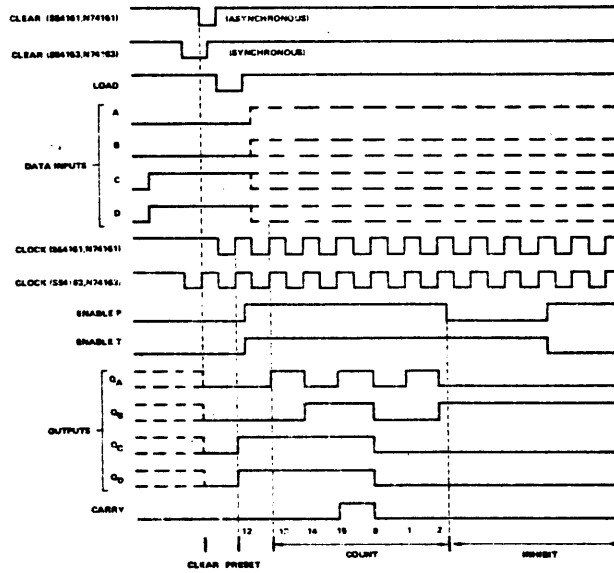 CLEAR (S54161,N74161)
(ASYNCHRONOUS)
CLEAR (S54163,N74163)
(SYNCHRONOUS)
LOAD
A
B
DATA INPUTS
C
D
CLOCK (S54161,N74161)
CLOCK (S54163,N74163)
ENABLE P
ENABLE T
QA
QB
OUTPUTS
QC
QD
CARRY
12 13 14 15 0 1 2
COUNT
INHIBIT
CLEAR PRESET